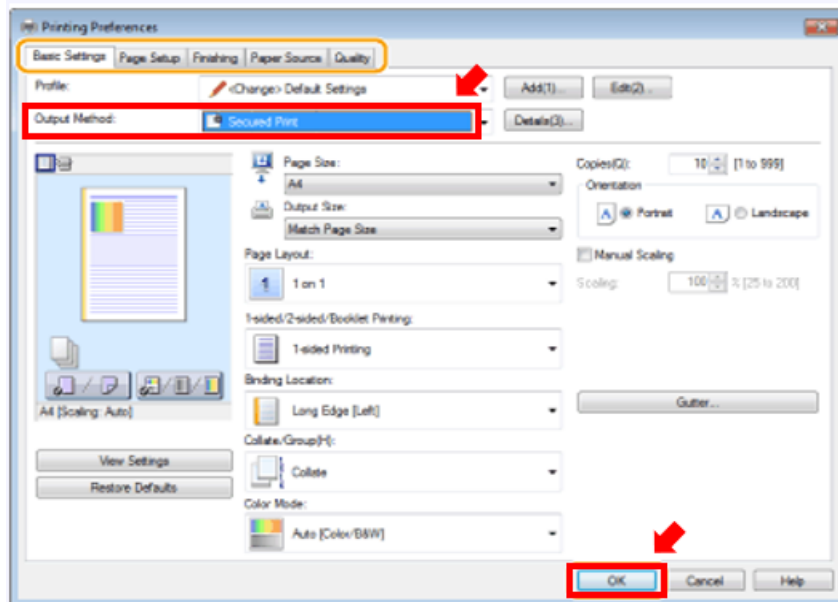 Printing Preferences
Basic Settings Page Setup Finishing Paper Source Quality
Profile: <Change> Default Settings Add(1)... Edit(2)...
Output Method: Secured Print Details(3)...
Page Size: Copies(Q): 10 [1 to 999]
A4 Orientation
Output Size: A Portrait A Landscape
Match Page Size
Page Layout: Manual Scaling
1 1 on 1 Scaling: 100 % [25 to 200]
1-sided/2-sided/Booklet Printing:
1-sided Printing
Binding Location:
A4 [Scaling: Auto] Long Edge [Left] Gutter...
Collate/Group(H):
View Settings Collate
Restore Defaults
Color Mode:
Auto [Color/B&W]
OK Cancel Help